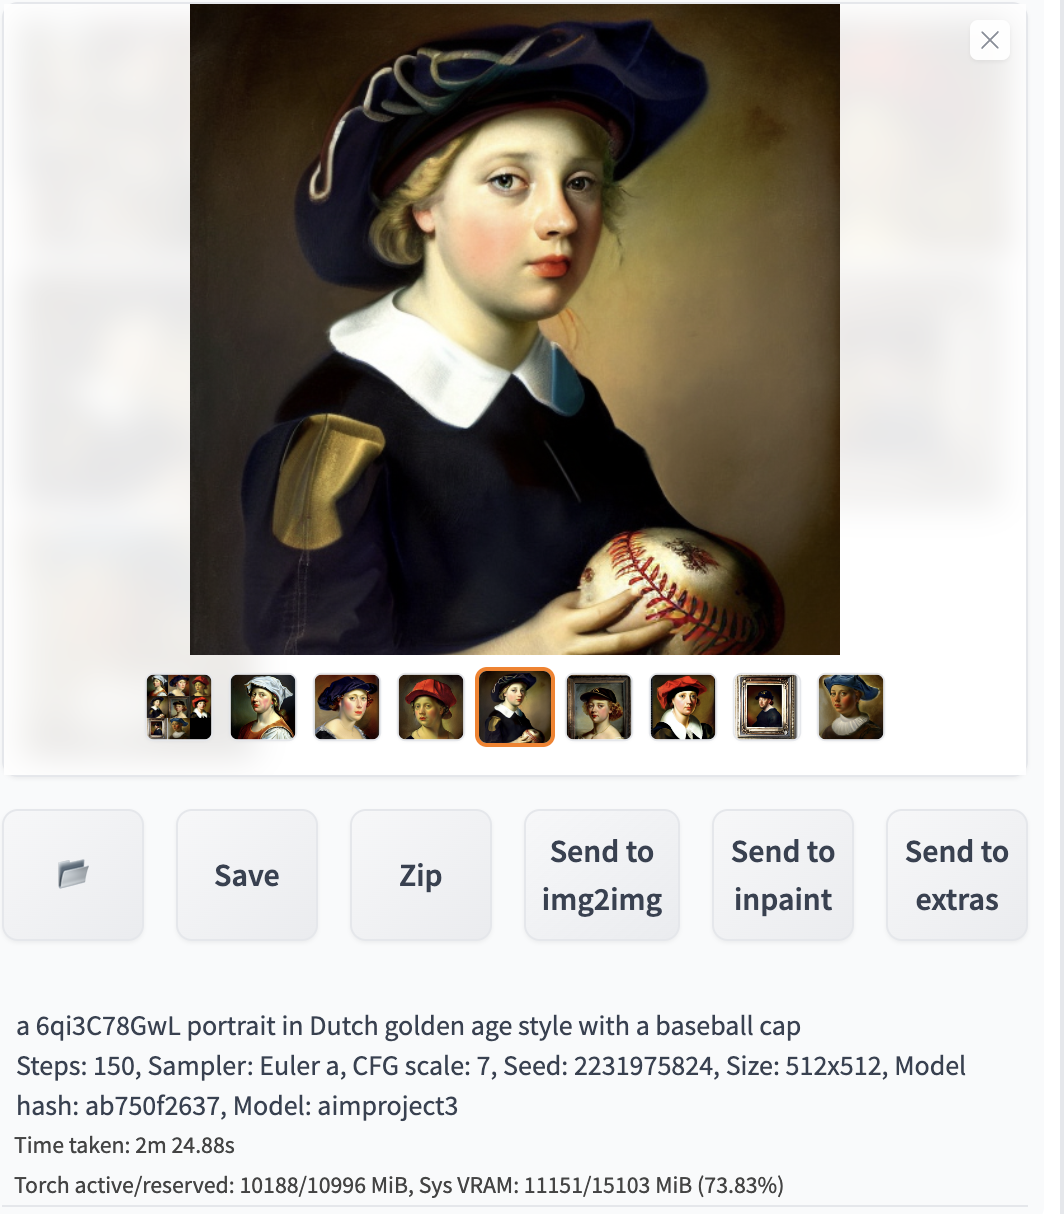 Save
Zip
Send to
img2img
Send to
inpaint
Send to
extras
a 6qi3C78GwL portrait in Dutch golden age style with a baseball cap
Steps: 150, Sampler: Euler a, CFG scale: 7, Seed: 2231975824, Size: 512x512, Model
hash: ab750f2637, Model: aimproject3
Time taken: 2m 24.88s
Torch active/reserved: 10188/10996 MiB, Sys VRAM: 11151/15103 MiB (73.83%)